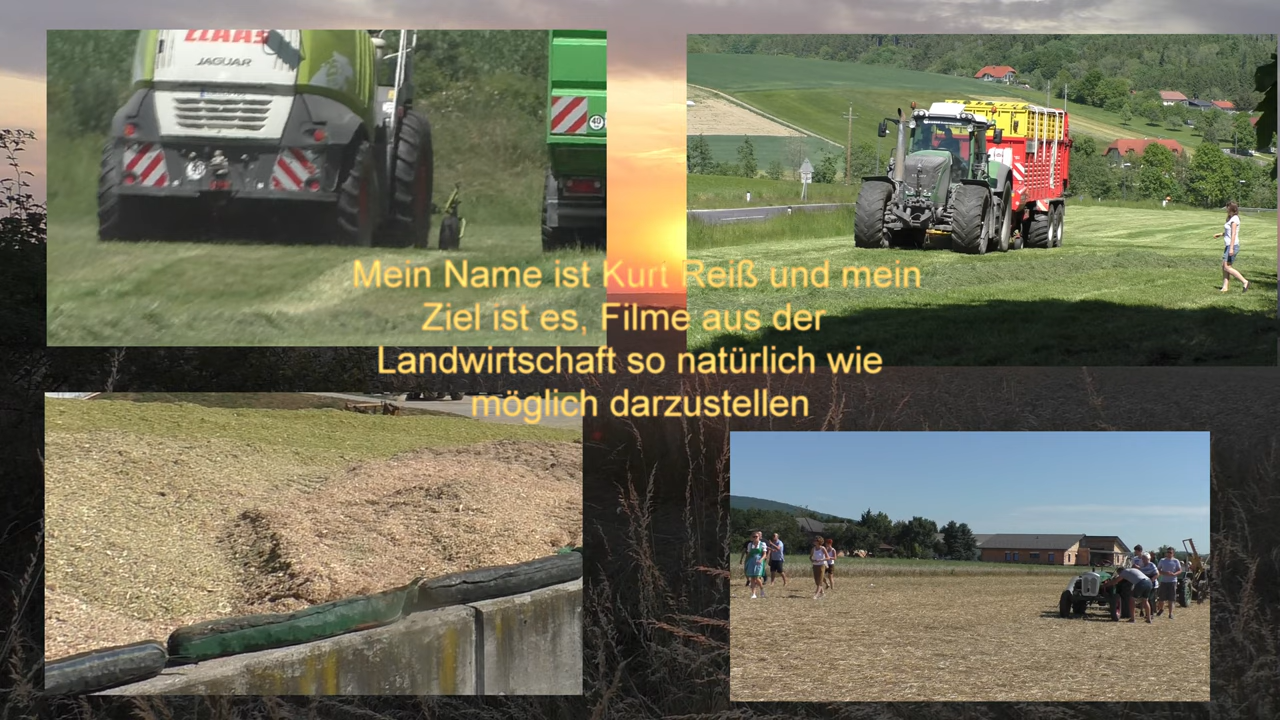 CLAAS
JAGUAR
40
Mein Name ist Kurt Reiß und mein
Ziel ist es, Filme aus der
Landwirtschaft so natürlich wie
möglich darzustellen